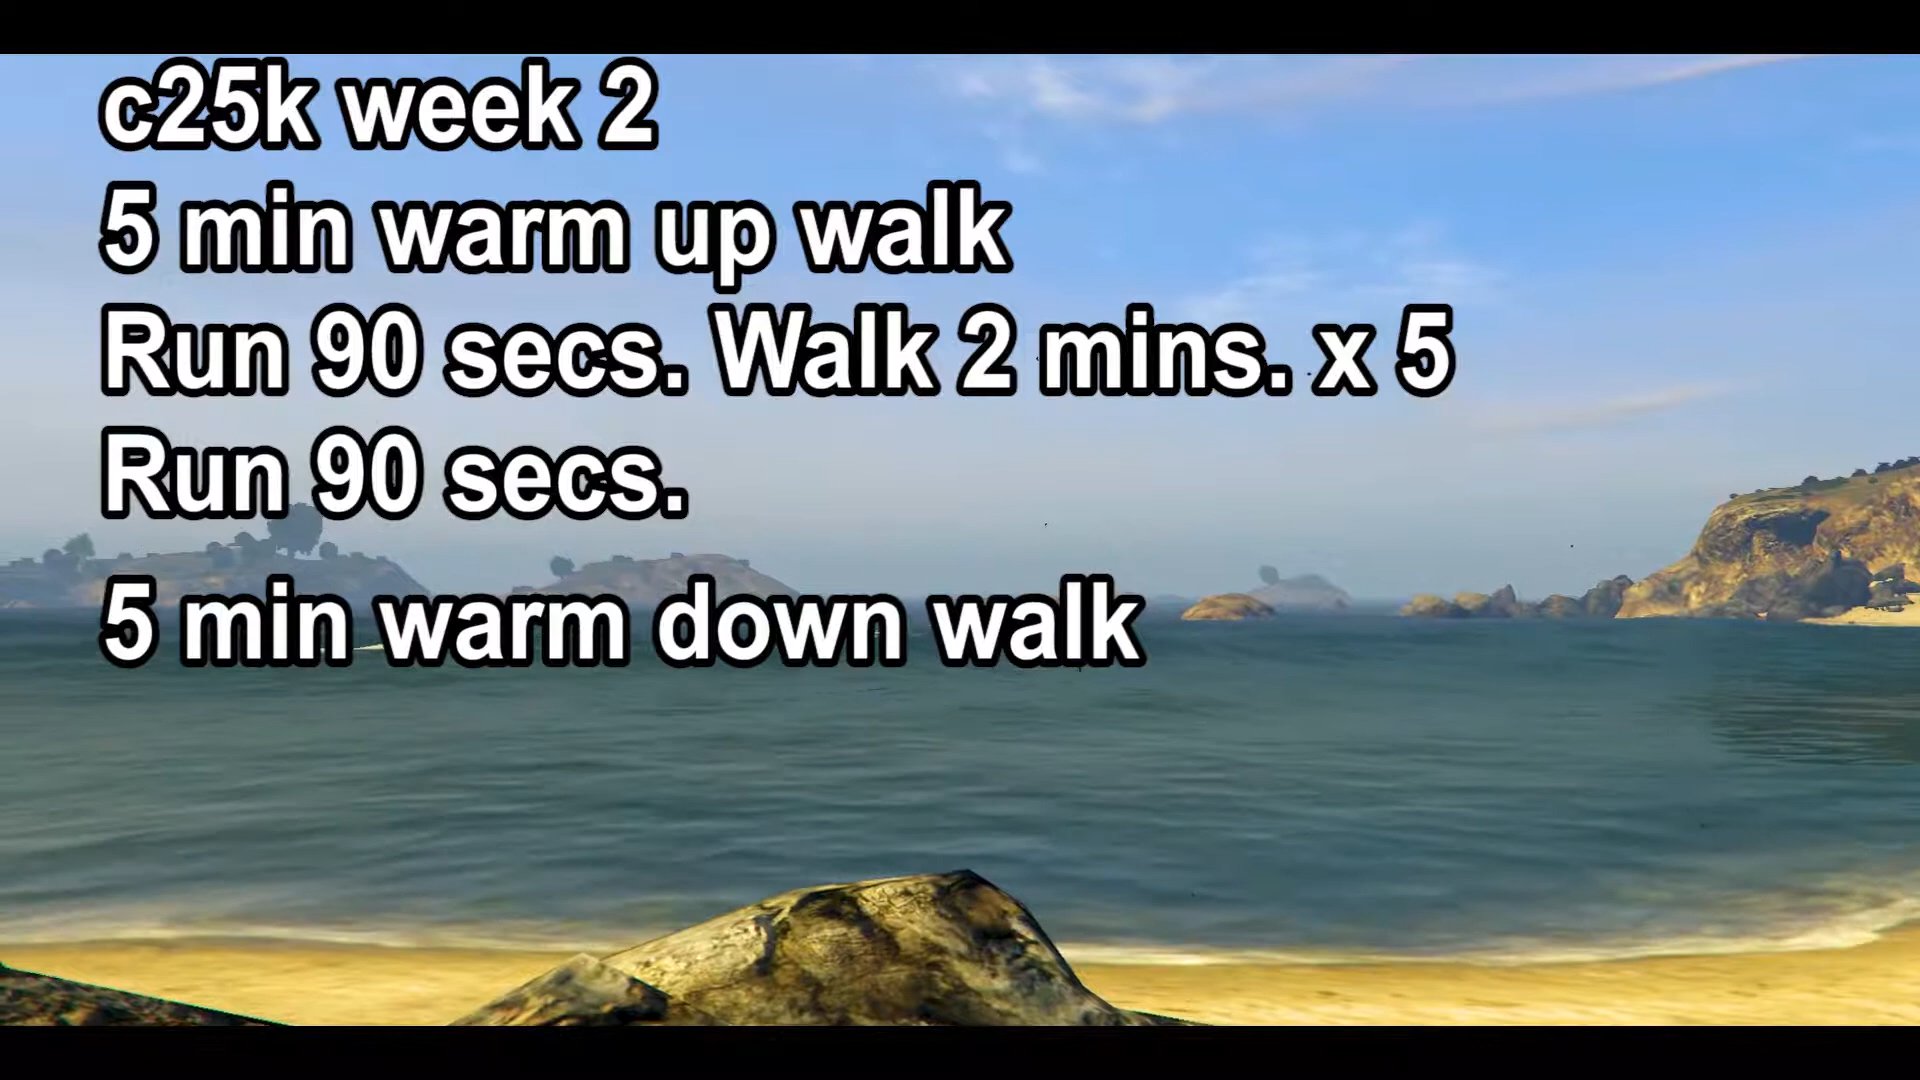 c25k week 2
5 min warm up walk
Run 90 secs. Walk 2 mins. x 5
Run 90 secs.
5 min warm down walk